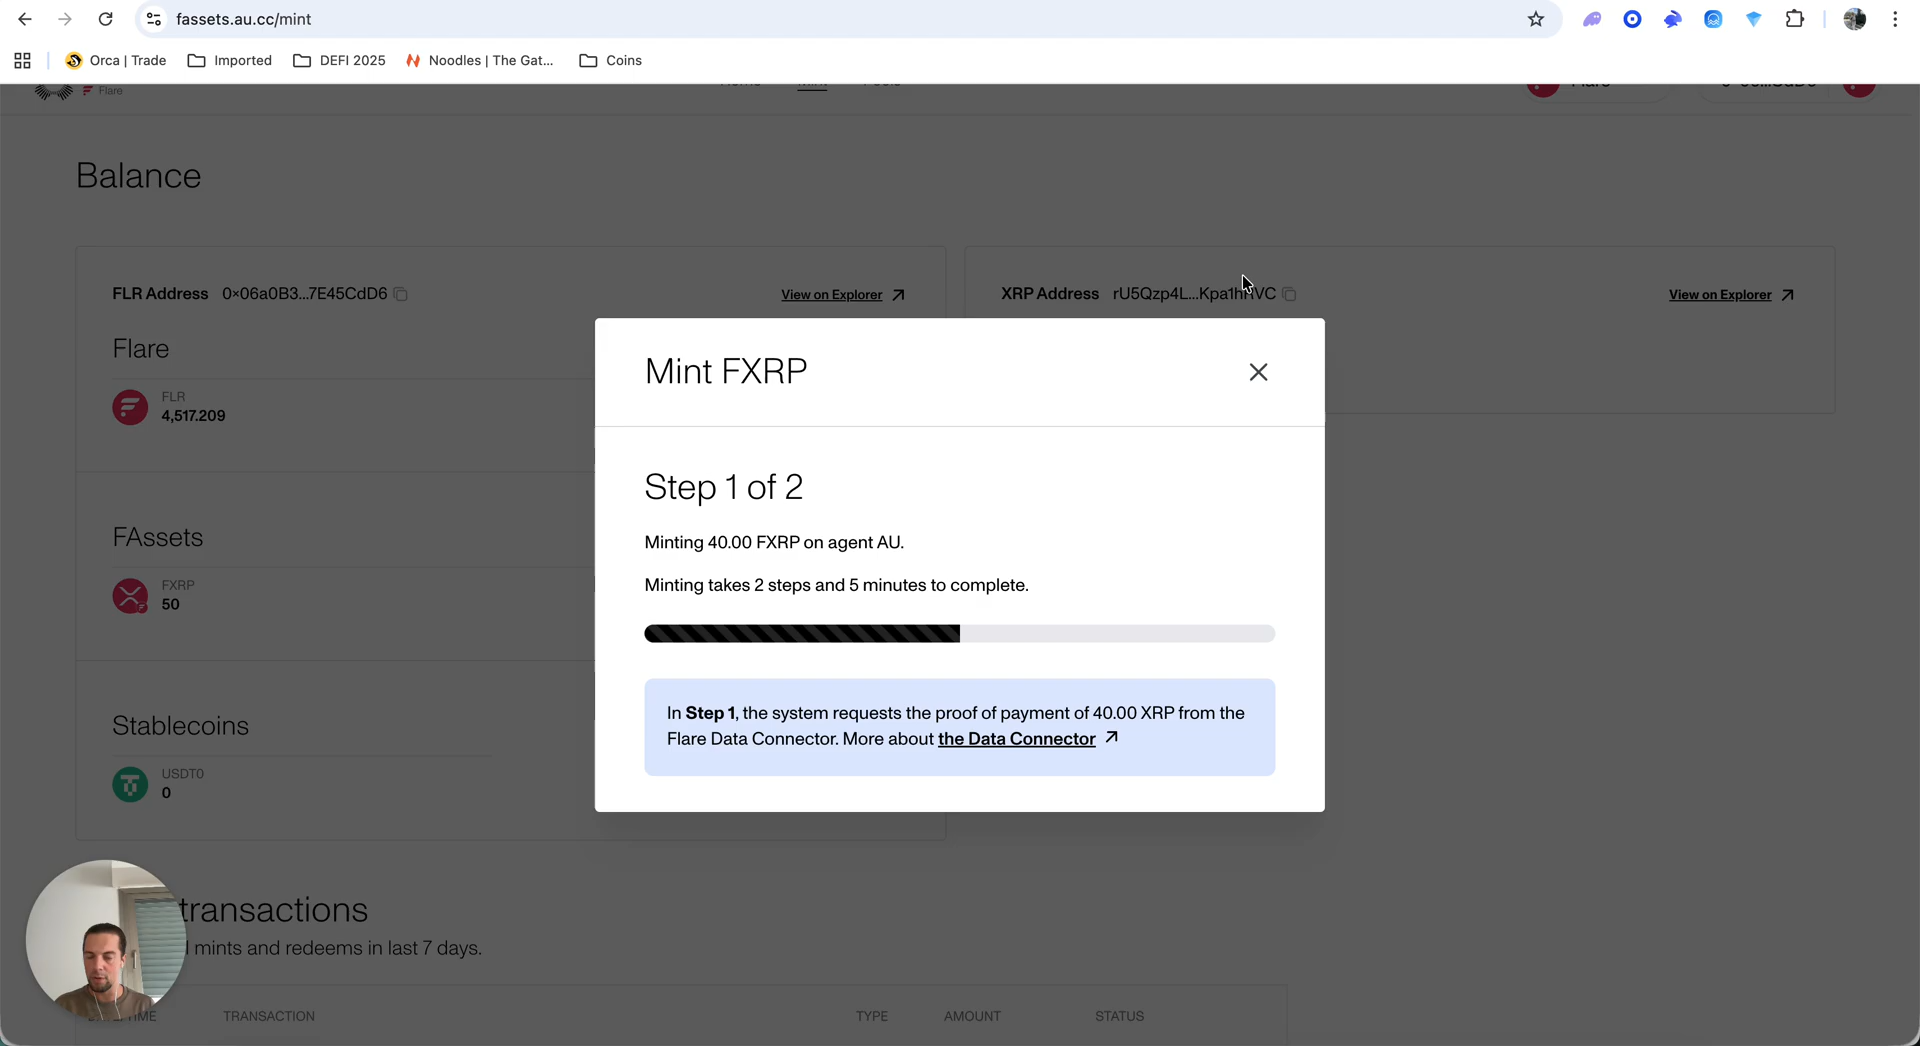 fassets.au.cc/mint
Orca | Trade
Imported
DEFI 2025
Noodles | The Gat...
Coins
Flare
Balance
FLR Address 0×06a0B3...7E45CdD6
View on Explorer
XRP Address rU5Qzp4L...Kpa1hHVC
View on Explorer
Flare
FLR
4,517.209
FAssets
FXRP
50
Stablecoins
USDT0
0
Mint FXRP
Step 1 of 2
Minting 40.00 FXRP on agent AU.
Minting takes 2 steps and 5 minutes to complete.
In Step 1, the system requests the proof of payment of 40.00 XRP from the
Flare Data Connector. More about the Data Connector
transactions
mints and redeems in last 7 days.
TRANSACTION
TYPE
AMOUNT
STATUS